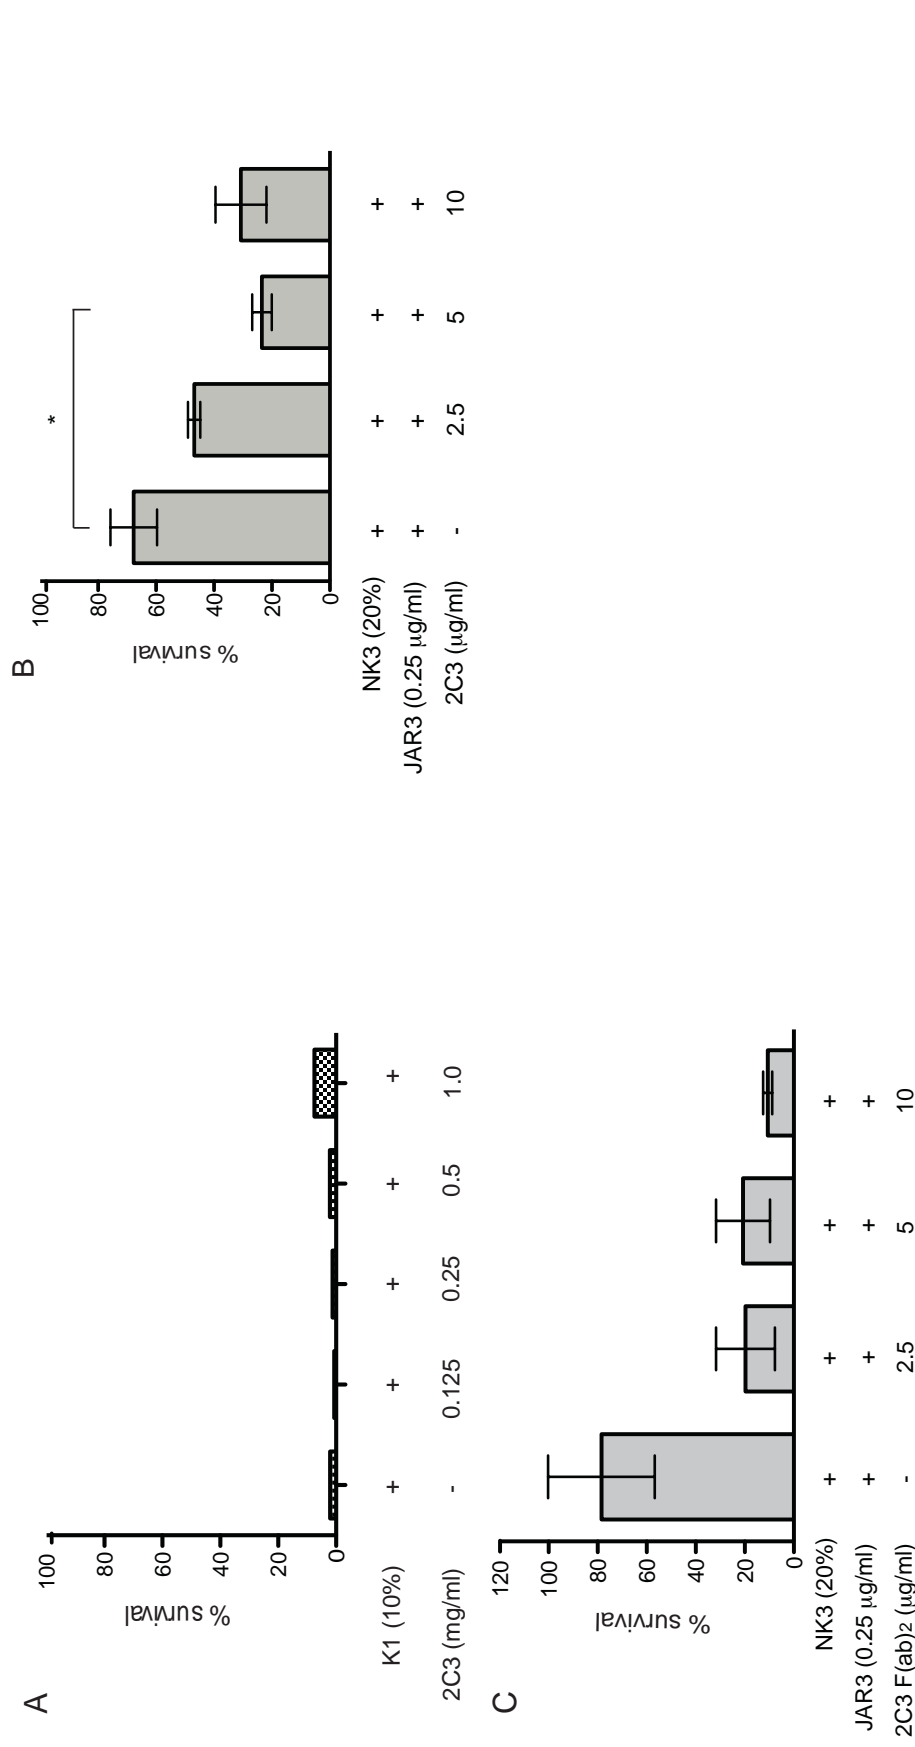 A
100
80
60
40
20
0
% survival
K1 (10%) + + + + +
2C3 (mg/ml) - 0.125 0.25 0.5 1.0
B
*
100
80
60
40
20
0
% survival
NK3 (20%) + + + +
JAR3 (0.25 µg/ml) + + + +
2C3 (µg/ml) - 2.5 5 10
C
120
100
80
60
40
20
0
% survival
NK3 (20%) + + + +
JAR3 (0.25 µg/ml) + + + +
2C3 F(ab)2 (µg/ml) - 2.5 5 10